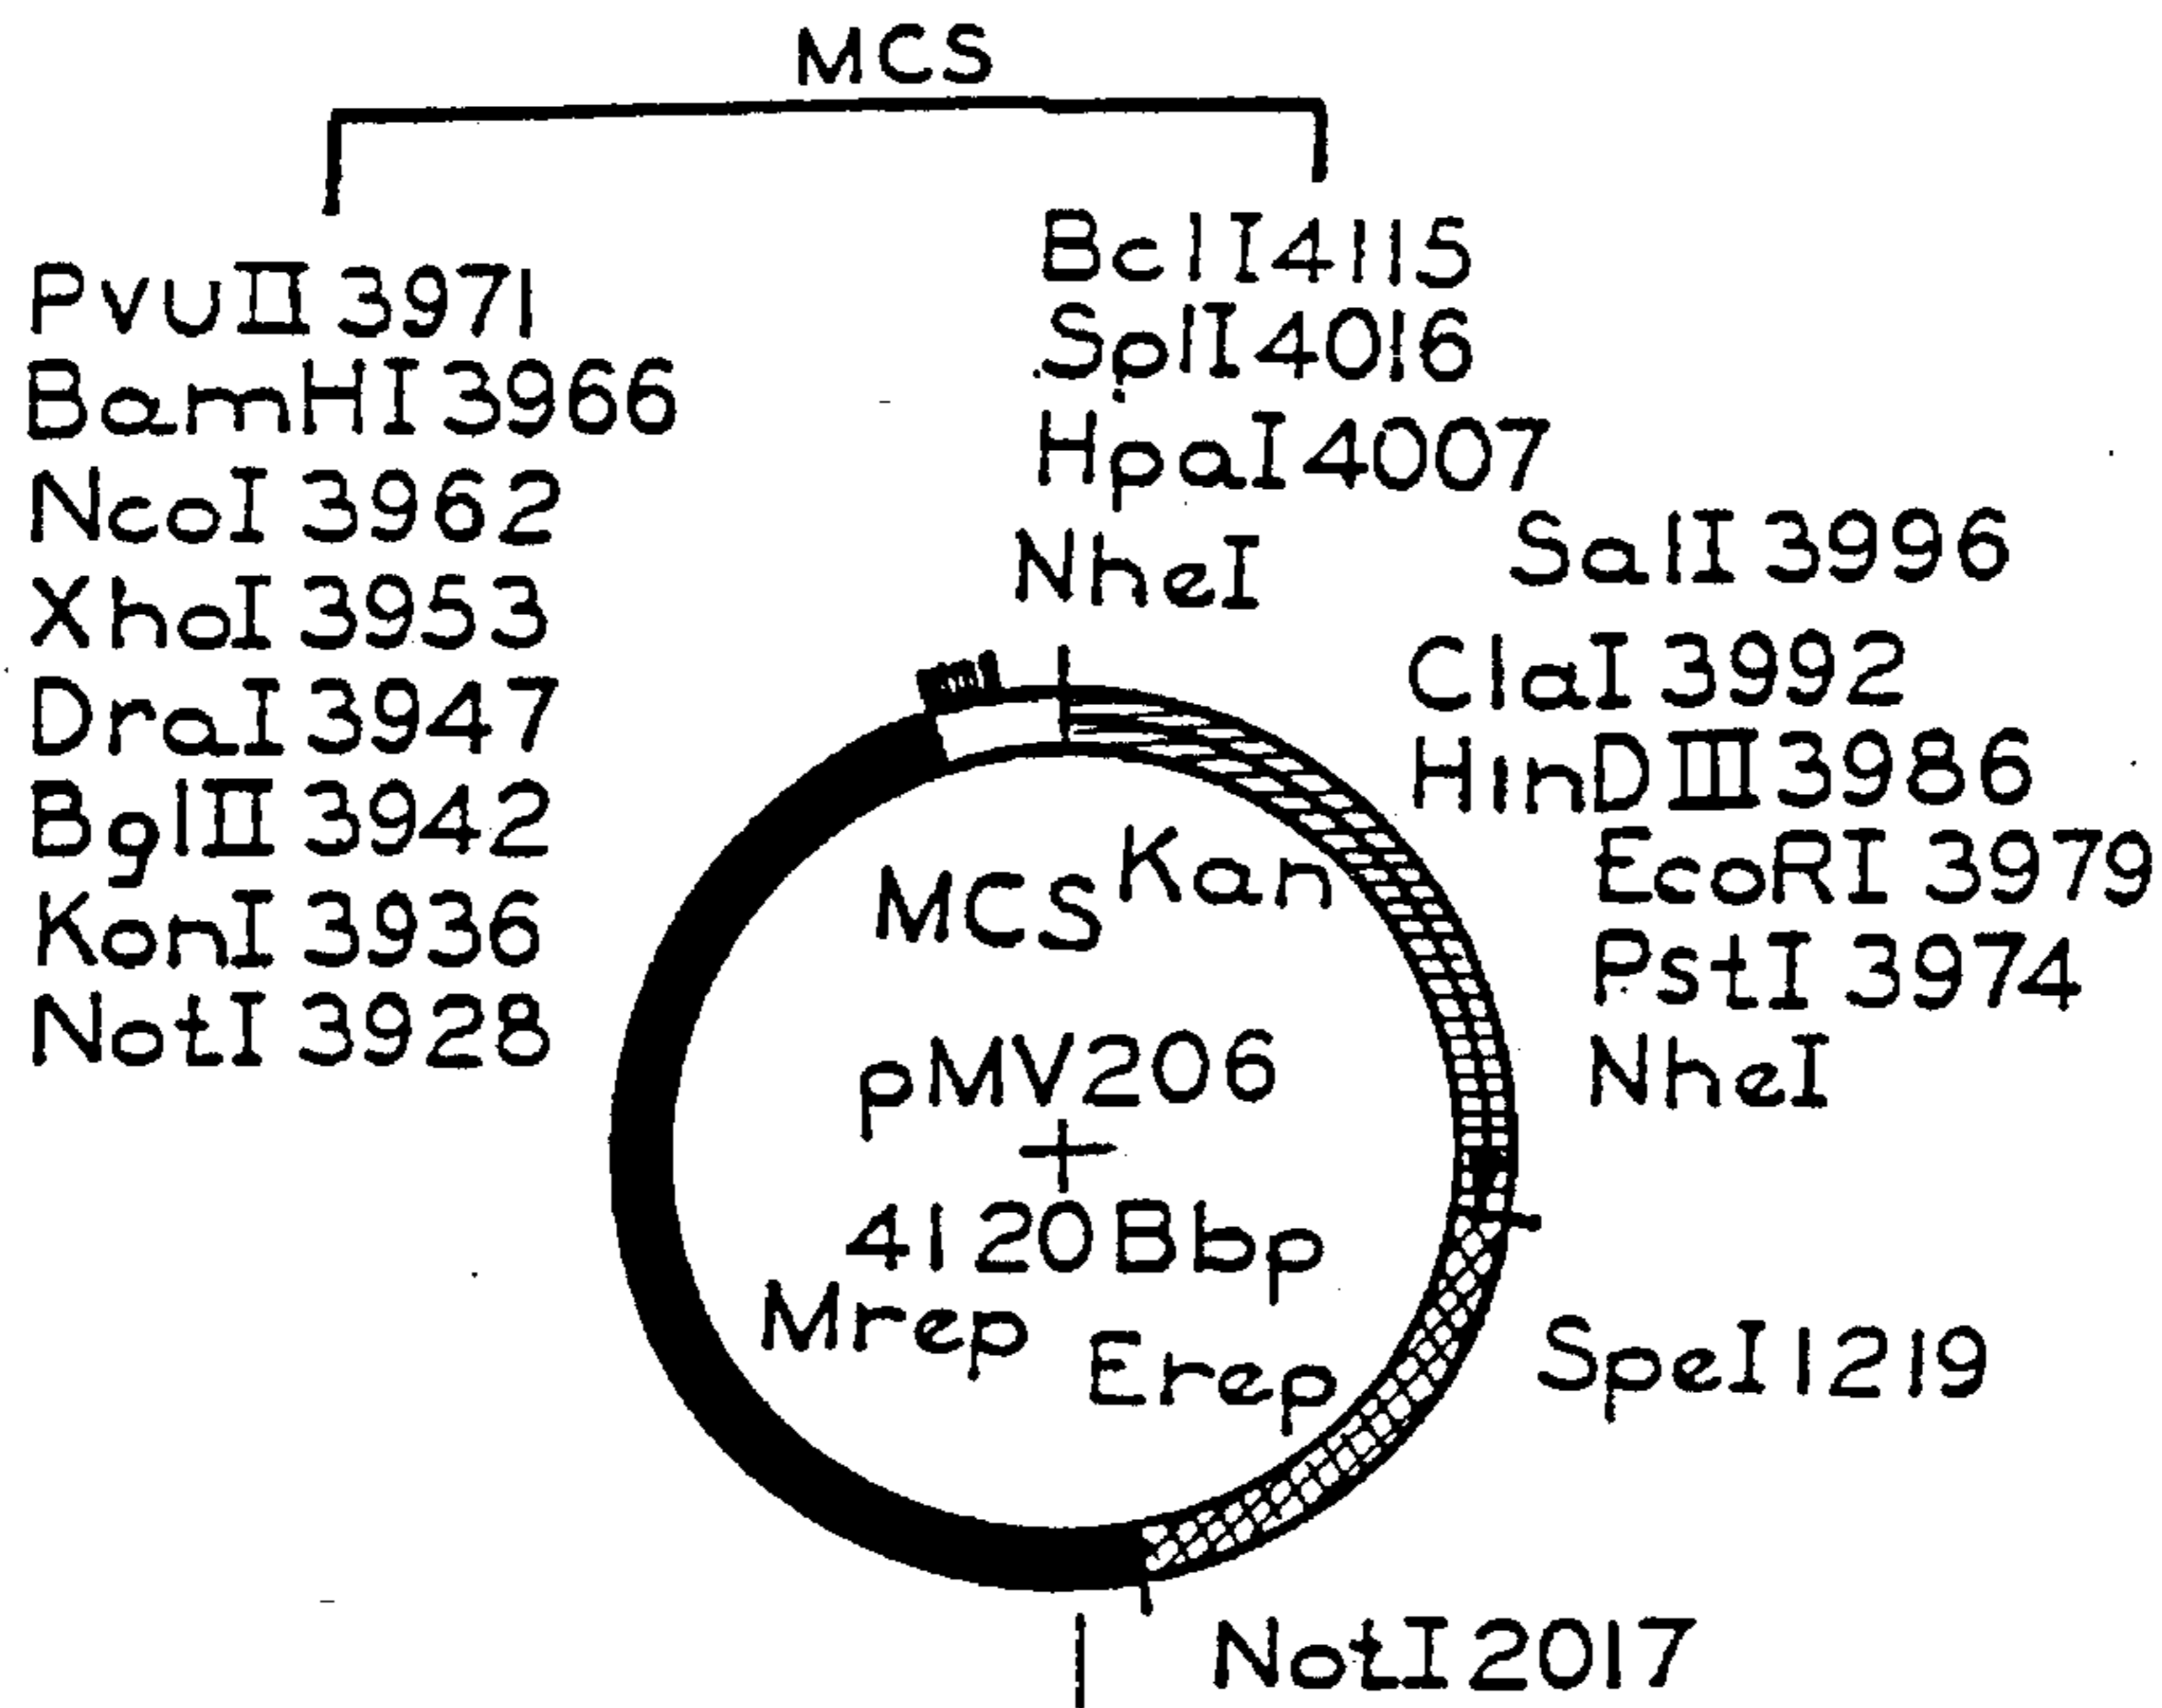 MCS
PvuII 3971
BamHI 3966
NcoI 3962
XhoI 3953
DraI 3947
BglII 3942
KonI 3936
NotI 3928
BclI 4115
SplI 4016
HpaI 4007
NheI
SalI 3996
ClaI 3992
HinDIII 3986
EcoRI 3979
PstI 3974
NheI
Kan
MCS
pMV206
+
4120Bbp
Mrep
Erep
SpeI 1219
NotI 2017